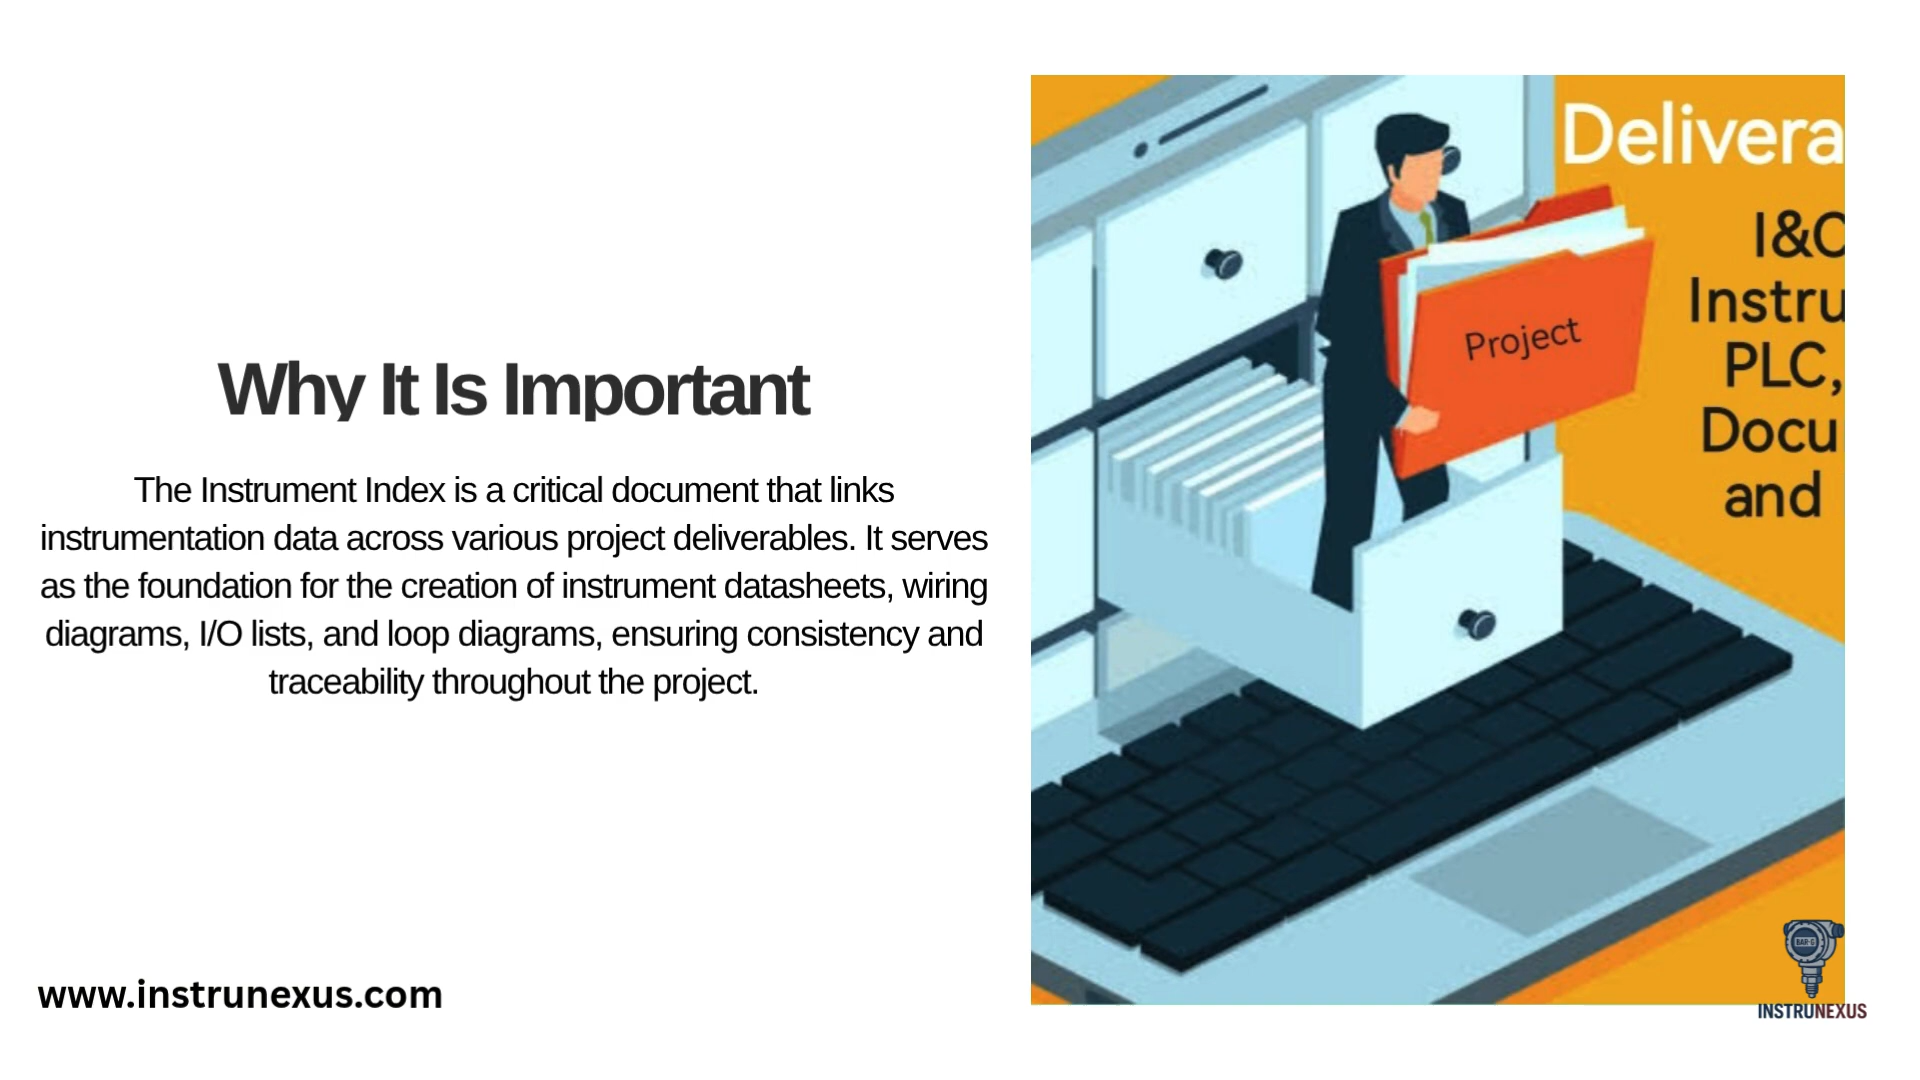 Why It Is Important
The Instrument Index is a critical document that links
instrumentation data across various project deliverables. It serves
as the foundation for the creation of instrument datasheets, wiring
diagrams, I/O lists, and loop diagrams, ensuring consistency and
traceability throughout the project.
www.instrunexus.com
Delivera
I&C
Instru
PLC,
Docu
and
Project
BAR-G
INSTRUNEXUS